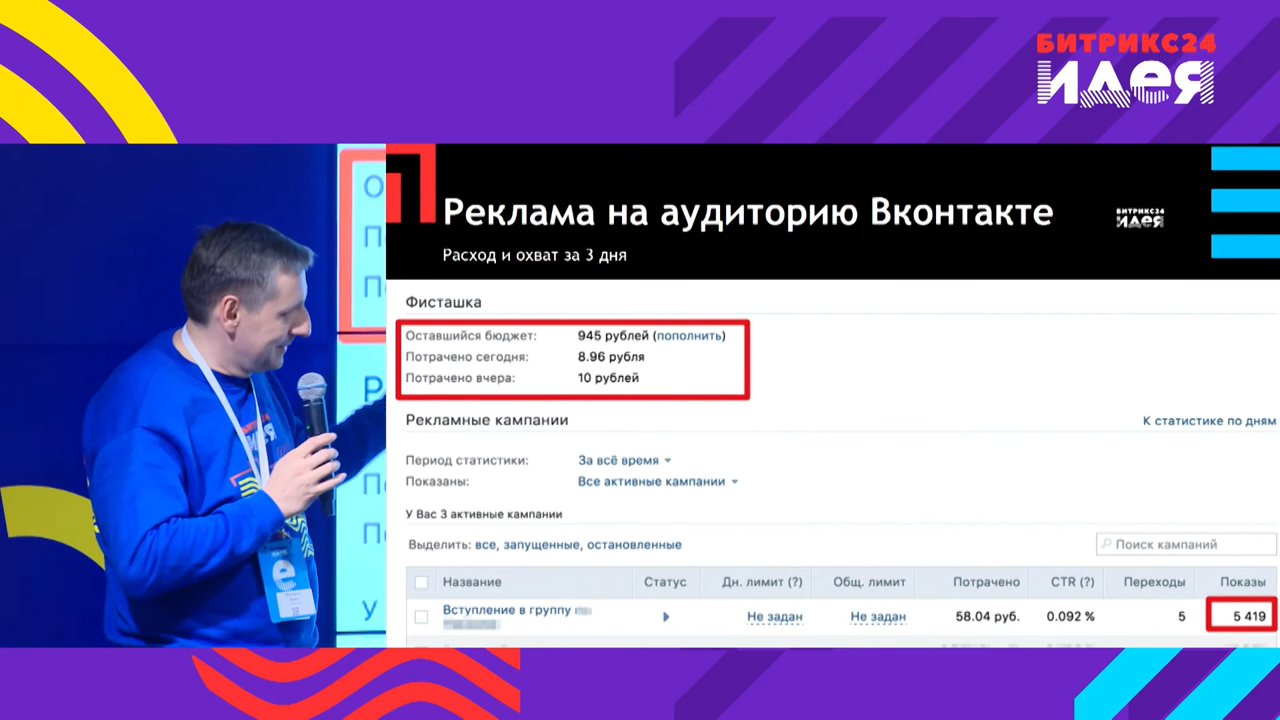 БИТРИКС24
ИДЕЯ
Реклама на аудиторию Вконтакте
БИТРИКС24
ИДЕЯ
Расход и охват за 3 дня
Фисташка
Оставшийся бюджет: 945 рублей (пополнить)
Потрачено сегодня: 8.96 рубля
Потрачено вчера: 10 рублей
Рекламные кампании К статистике по дням
Период статистики: За всё время
Показаны: Все активные кампании
У Вас 3 активные кампании
Выделить: все, запущенные, остановленные Поиск кампаний
Название Статус Дн. лимит (?) Общ. лимит Потрачено CTR (?) Переходы Показы
Вступление в группу Не задан Не задан 58.04 руб. 0.092 % 5 5 419